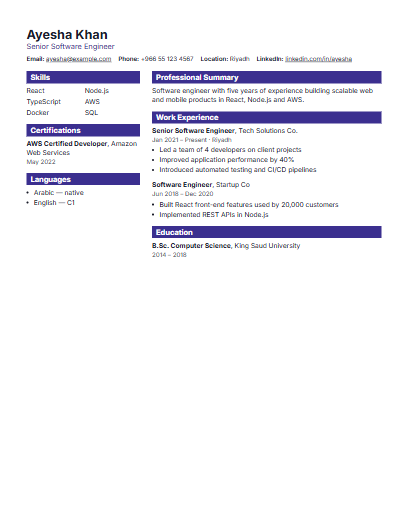 Ayesha Khan
Senior Software Engineer
Email: ayesha@example.com Phone: +966 55 123 4567 Location: Riyadh LinkedIn: linkedin.com/in/ayesha
Skills
React Node.js
TypeScript AWS
Docker SQL
Certifications
AWS Certified Developer, Amazon
Web Services
May 2022
Languages
• Arabic — native
• English — C1
Professional Summary
Software engineer with five years of experience building scalable web
and mobile products in React, Node.js and AWS.
Work Experience
Senior Software Engineer, Tech Solutions Co.
Jan 2021 – Present · Riyadh
• Led a team of 4 developers on client projects
• Improved application performance by 40%
• Introduced automated testing and CI/CD pipelines
Software Engineer, Startup Co
Jun 2018 – Dec 2020
• Built React front-end features used by 20,000 customers
• Implemented REST APIs in Node.js
Education
B.Sc. Computer Science, King Saud University
2014 – 2018